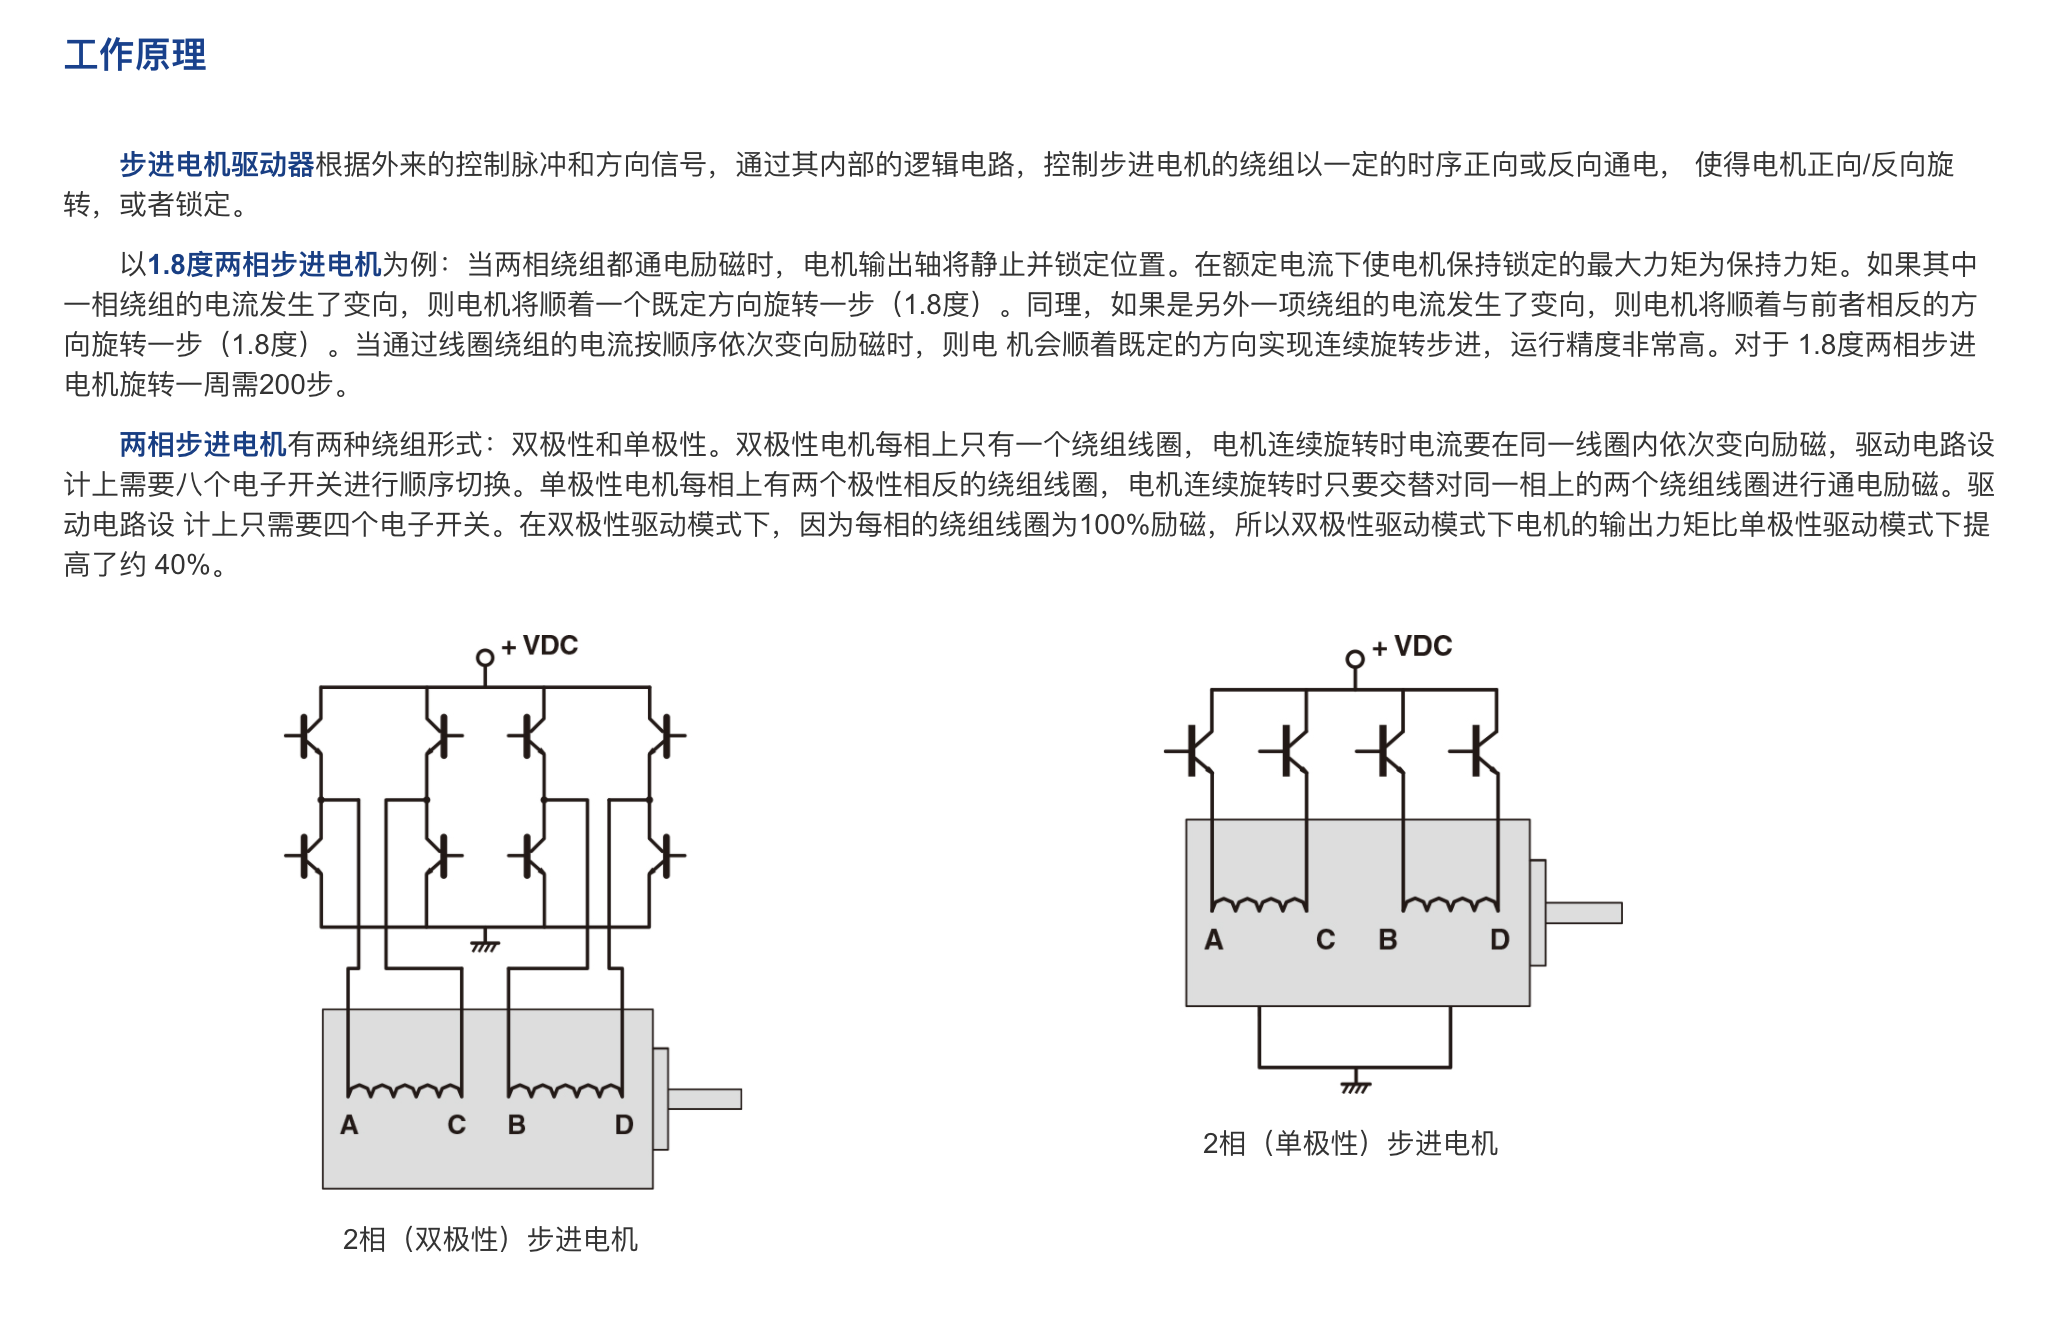 工作原理
步进电机驱动器根据外来的控制脉冲和方向信号，通过其内部的逻辑电路，控制步进电机的绕组以一定的时序正向或反向通电， 使得电机正向/反向旋
转，或者锁定。
以1.8度两相步进电机为例：当两相绕组都通电励磁时，电机输出轴将静止并锁定位置。在额定电流下使电机保持锁定的最大力矩为保持力矩。如果其中
一相绕组的电流发生了变向，则电机将顺着一个既定方向旋转一步（1.8度）。同理，如果是另外一项绕组的电流发生了变向，则电机将顺着与前者相反的方
向旋转一步（1.8度）。当通过线圈绕组的电流按顺序依次变向励磁时，则电 机会顺着既定的方向实现连续旋转步进，运行精度非常高。对于 1.8度两相步进
电机旋转一周需200步。
两相步进电机有两种绕组形式：双极性和单极性。双极性电机每相上只有一个绕组线圈，电机连续旋转时电流要在同一线圈内依次变向励磁，驱动电路设
计上需要八个电子开关进行顺序切换。单极性电机每相上有两个极性相反的绕组线圈，电机连续旋转时只要交替对同一相上的两个绕组线圈进行通电励磁。驱
动电路设 计上只需要四个电子开关。在双极性驱动模式下，因为每相的绕组线圈为100%励磁，所以双极性驱动模式下电机的输出力矩比单极性驱动模式下提
高了约 40%。
+ VDC
A C B D
2相（双极性）步进电机
+ VDC
A C B D
2相（单极性）步进电机